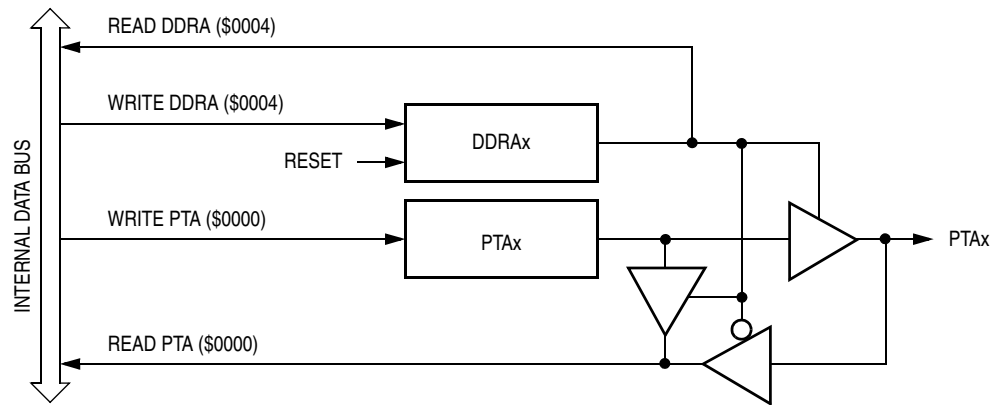 READ DDRA ($0004)
WRITE DDRA ($0004)
DDRAx
RESET
WRITE PTA ($0000)
PTAx
PTAx
READ PTA ($0000)
INTERNAL DATA BUS